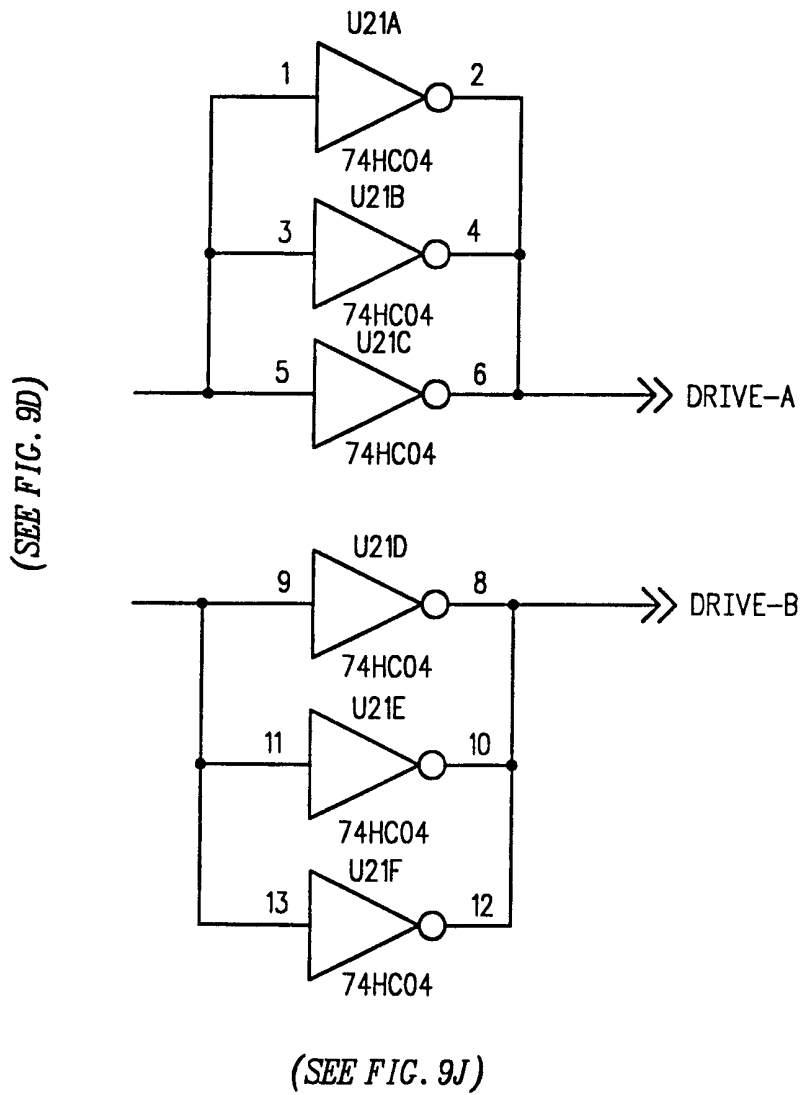 U21A
1
2
74HC04
U21B
3
4
74HC04
U21C
5
6
DRIVE-A
74HC04
(SEE FIG. 9D)
U21D
9
8
DRIVE-B
74HC04
U21E
11
10
74HC04
U21F
13
12
74HC04
(SEE FIG. 9J)